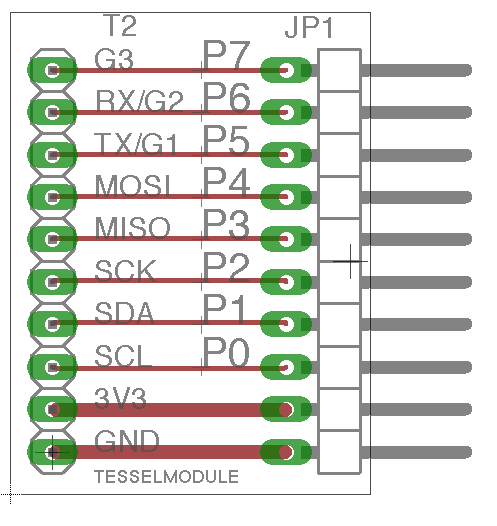 T2 JP1
G3 P7
RX/G2 P6
TX/G1 P5
MOSI P4
MISO P3
SCK P2
SDA P1
SCL P0
3V3
GND
TESSELMODULE